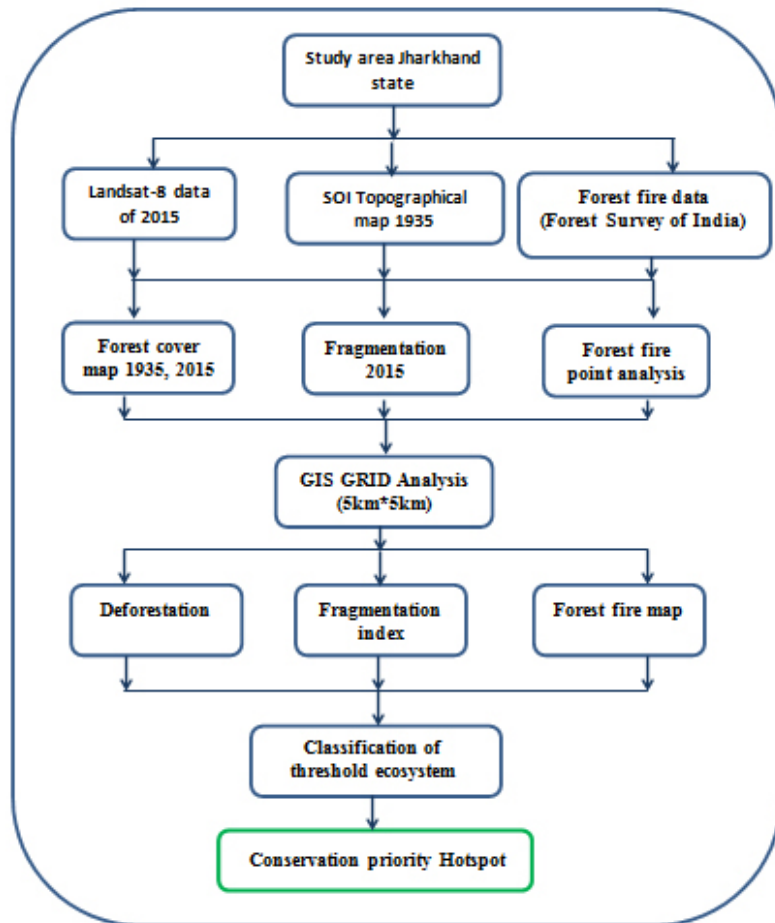 Study area Jharkhand
state
Landsat-8 data
of 2015
SOI Topographical
map 1935
Forest fire data
(Forest Survey of India)
Forest cover
map 1935, 2015
Fragmentation
2015
Forest fire
point analysis
GIS GRID Analysis
(5km*5km)
Deforestation
Fragmentation
index
Forest fire map
Classification of
threshold ecosystem
Conservation priority Hotspot